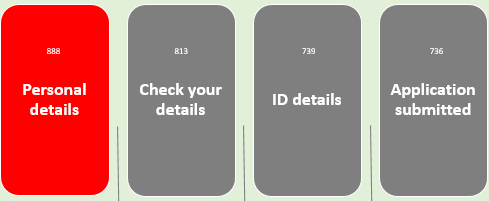 888
Personal
details
813
Check your
details
739
ID details
736
Application
submitted